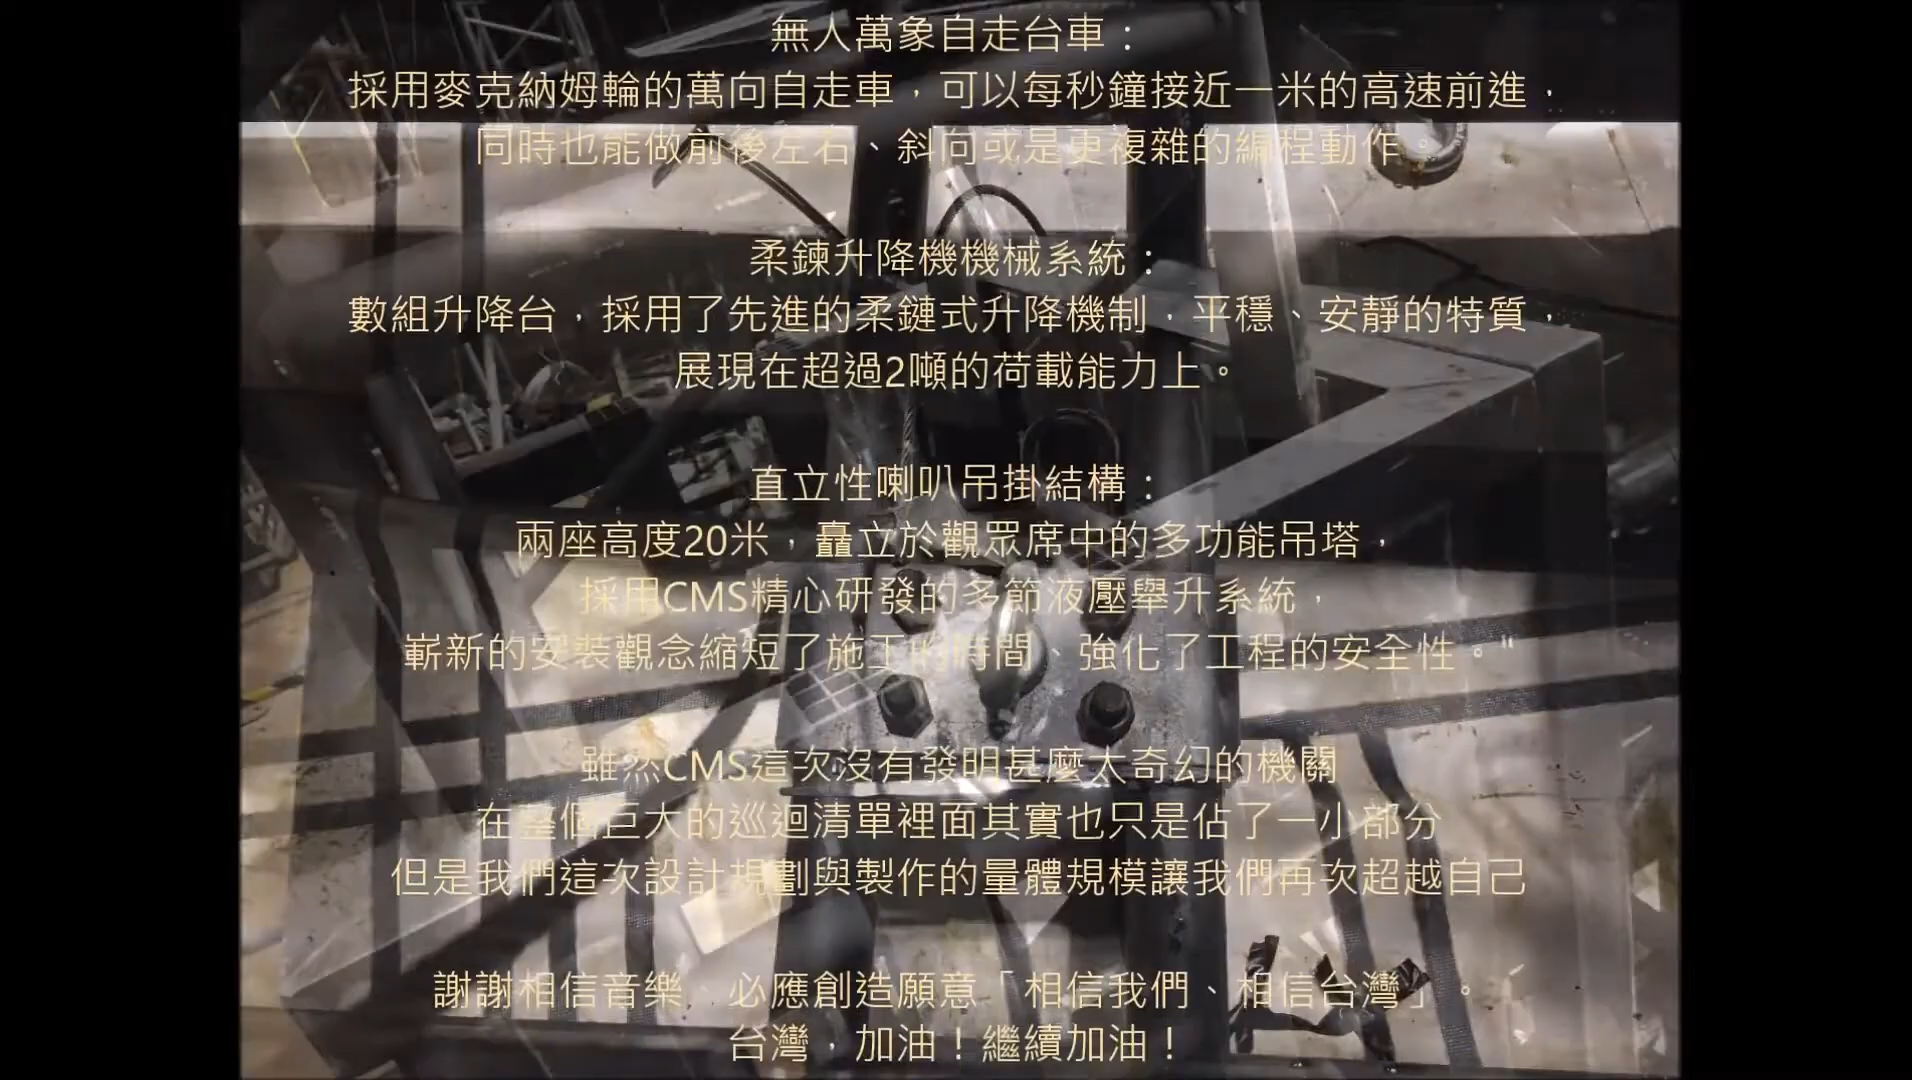 無人萬象自走台車：
採用麥克納姆輪的萬向自走車，可以每秒鐘接近一米的高速前進，
同時也能做前後左右、斜向或是更複雜的編程動作。
柔鍊升降機機械系統：
數組升降台，採用了先進的柔鏈式升降機制，平穩、安靜的特質，
展現在超過2噸的荷載能力上。
直立性喇叭吊掛結構：
兩座高度20米，矗立於觀眾席中的多功能吊塔，
採用CMS精心研發的多節液壓舉升系統，
嶄新的安裝觀念縮短了施工的時間、強化了工程的安全性。"
雖然CMS這次沒有發明甚麼太奇幻的機關
在整個巨大的巡迴清單裡面其實也只是佔了一小部分
但是我們這次設計規劃與製作的量體規模讓我們再次超越自己
謝謝相信音樂、必應創造願意「相信我們、相信台灣」。
台灣，加油！繼續加油！